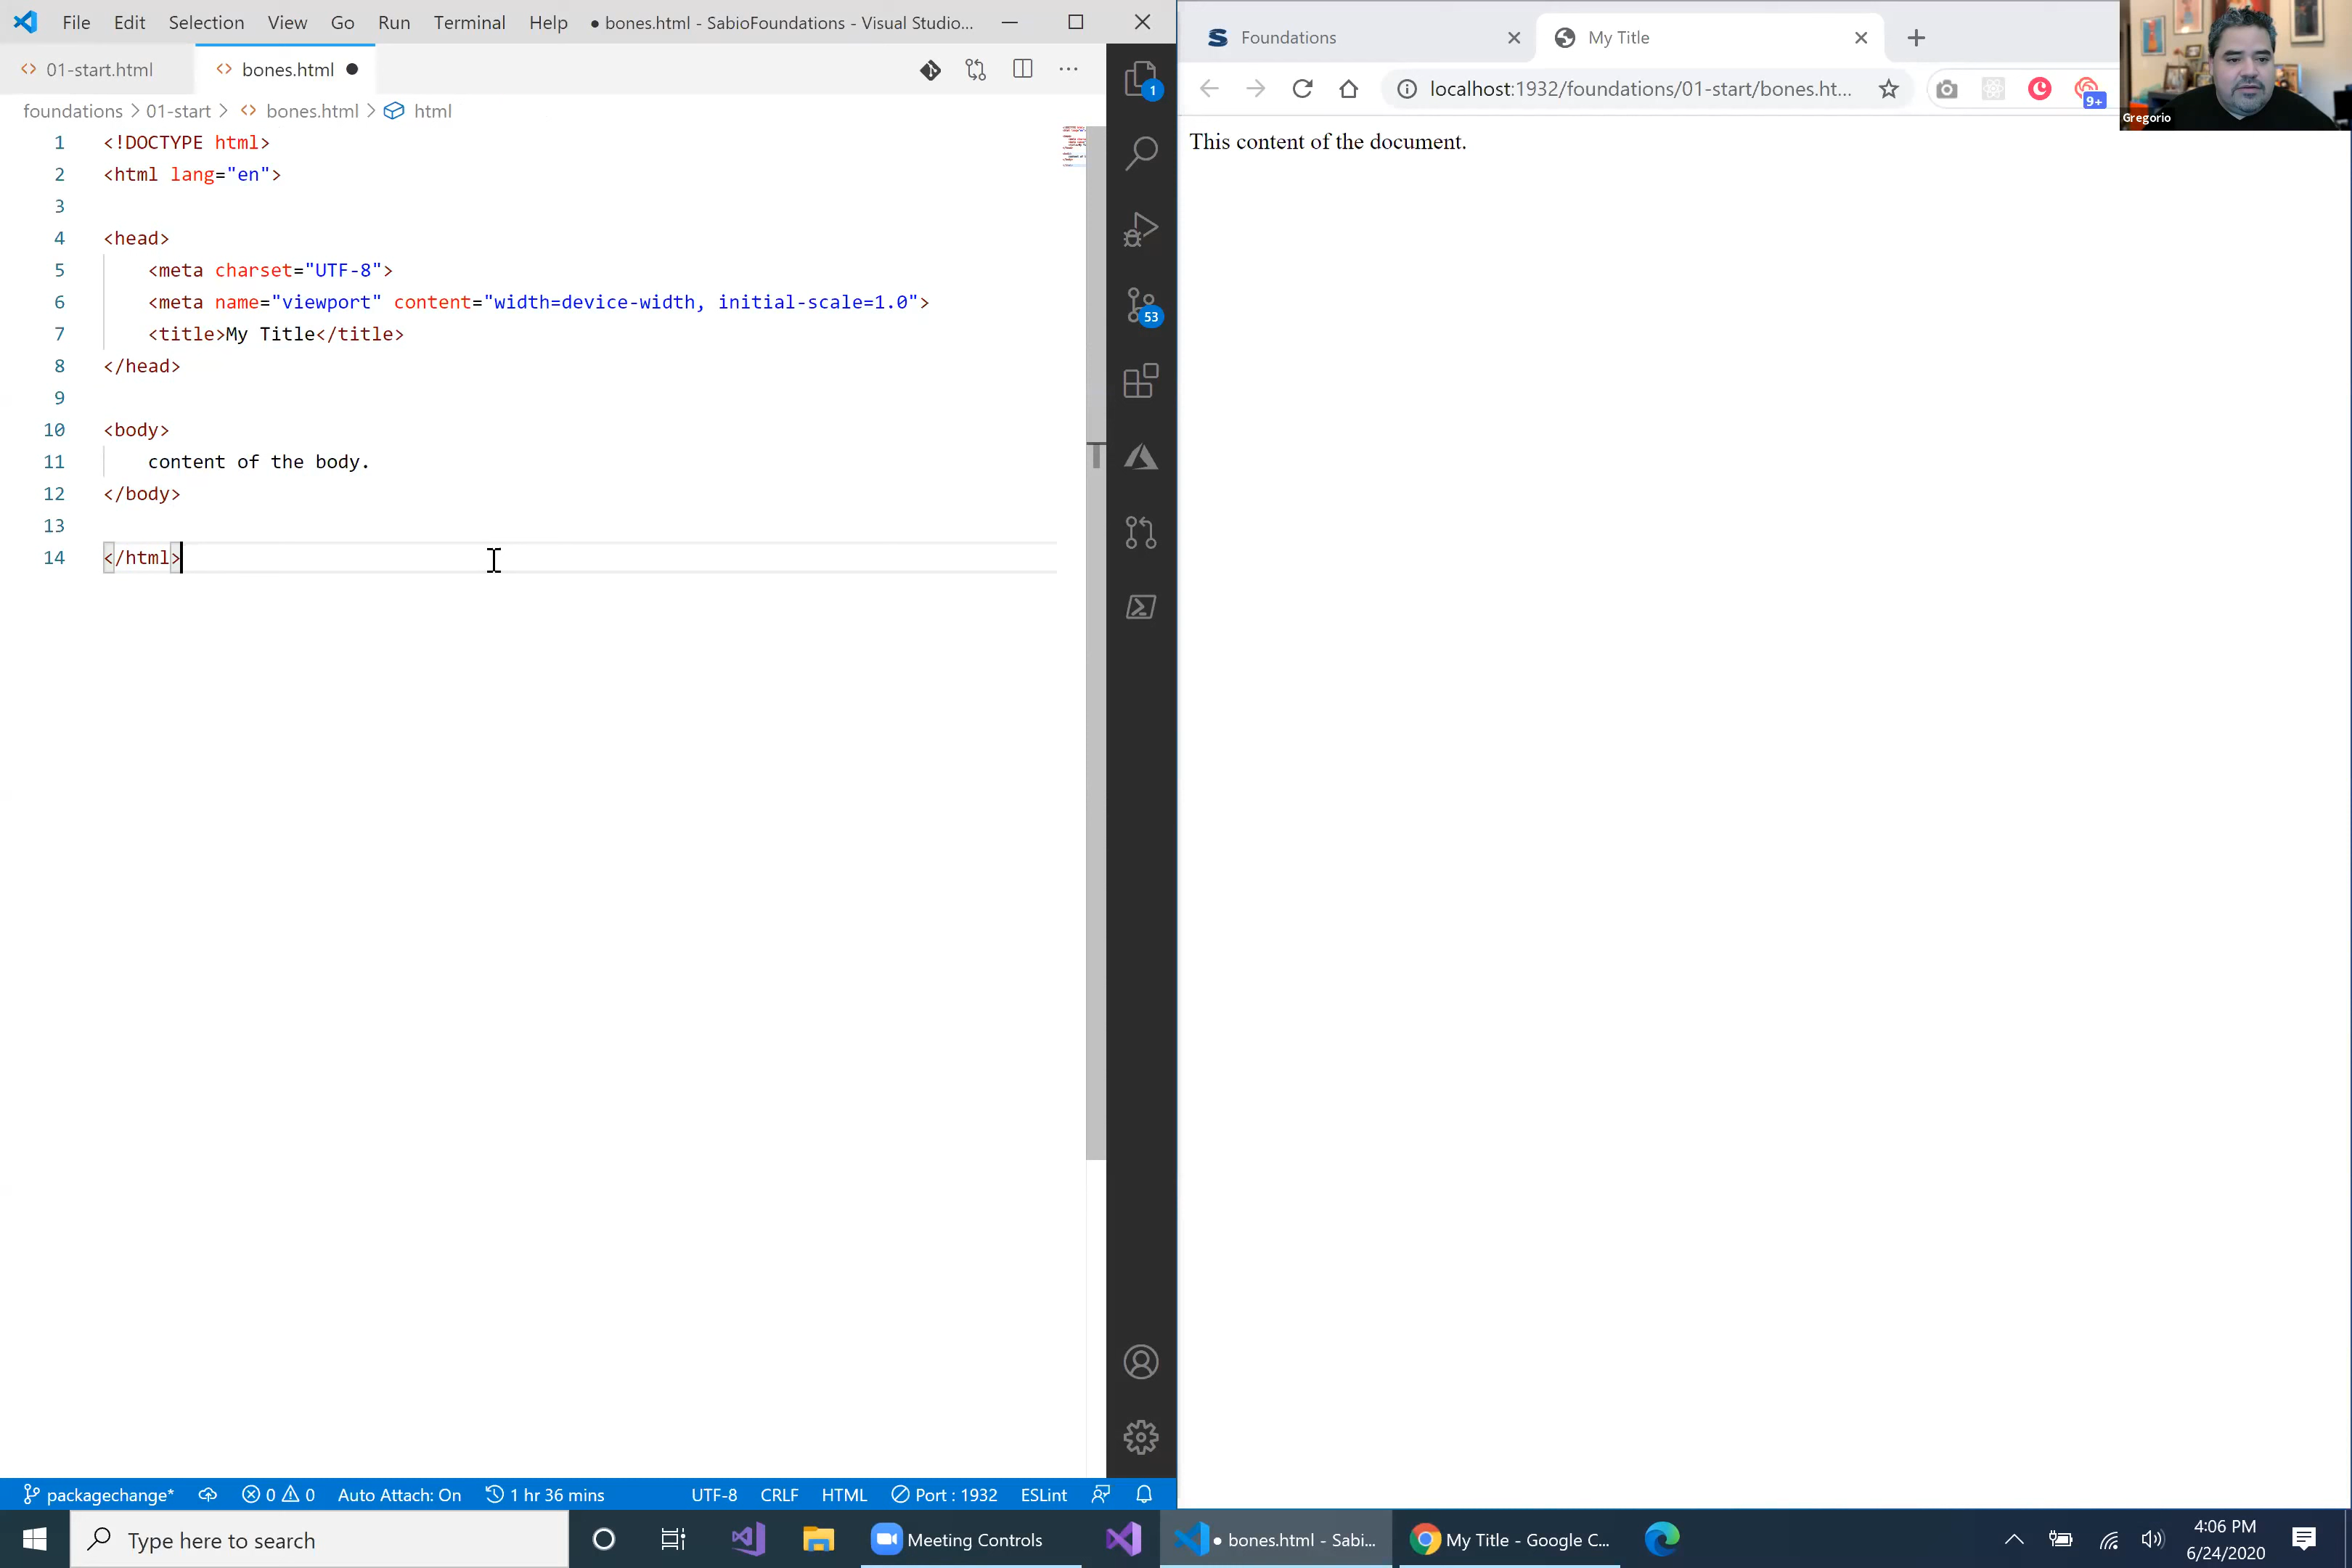 File Edit Selection View Go Run Terminal Help ● bones.html - SabioFoundations - Visual Studio...
01-start.html bones.html ●
foundations > 01-start > bones.html > html
1 <!DOCTYPE html>
2 <html lang="en">
3
4 <head>
5 <meta charset="UTF-8">
6 <meta name="viewport" content="width=device-width, initial-scale=1.0">
7 <title>My Title</title>
8 </head>
9
10 <body>
11 content of the body.
12 </body>
13
14 </html>
1
53
packagechange* 0 0 Auto Attach: On 1 hr 36 mins UTF-8 CRLF HTML Port : 1932 ESLint
Foundations My Title
localhost:1932/foundations/01-start/bones.ht...
9+
Gregorio
This content of the document.
Type here to search Meeting Controls ● bones.html - Sabi... My Title - Google C...
4:06 PM
6/24/2020